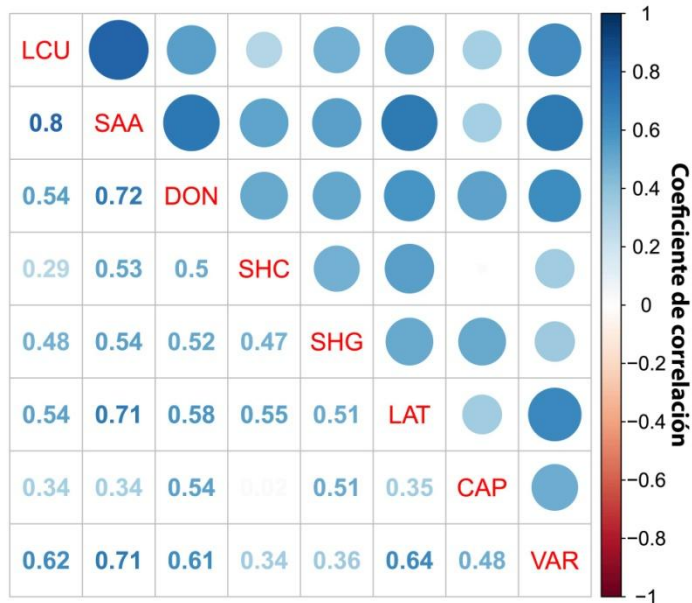 LCU
0.8 SAA
0.54 0.72 DON
0.29 0.53 0.5 SHC
0.48 0.54 0.52 0.47 SHG
0.54 0.71 0.58 0.55 0.51 LAT
0.34 0.34 0.54 0.02 0.51 0.35 CAP
0.62 0.71 0.61 0.34 0.36 0.64 0.48 VAR
1
0.8
0.6
0.4
0.2
0
−0.2
−0.4
−0.6
−0.8
−1
Coeficiente de correlación